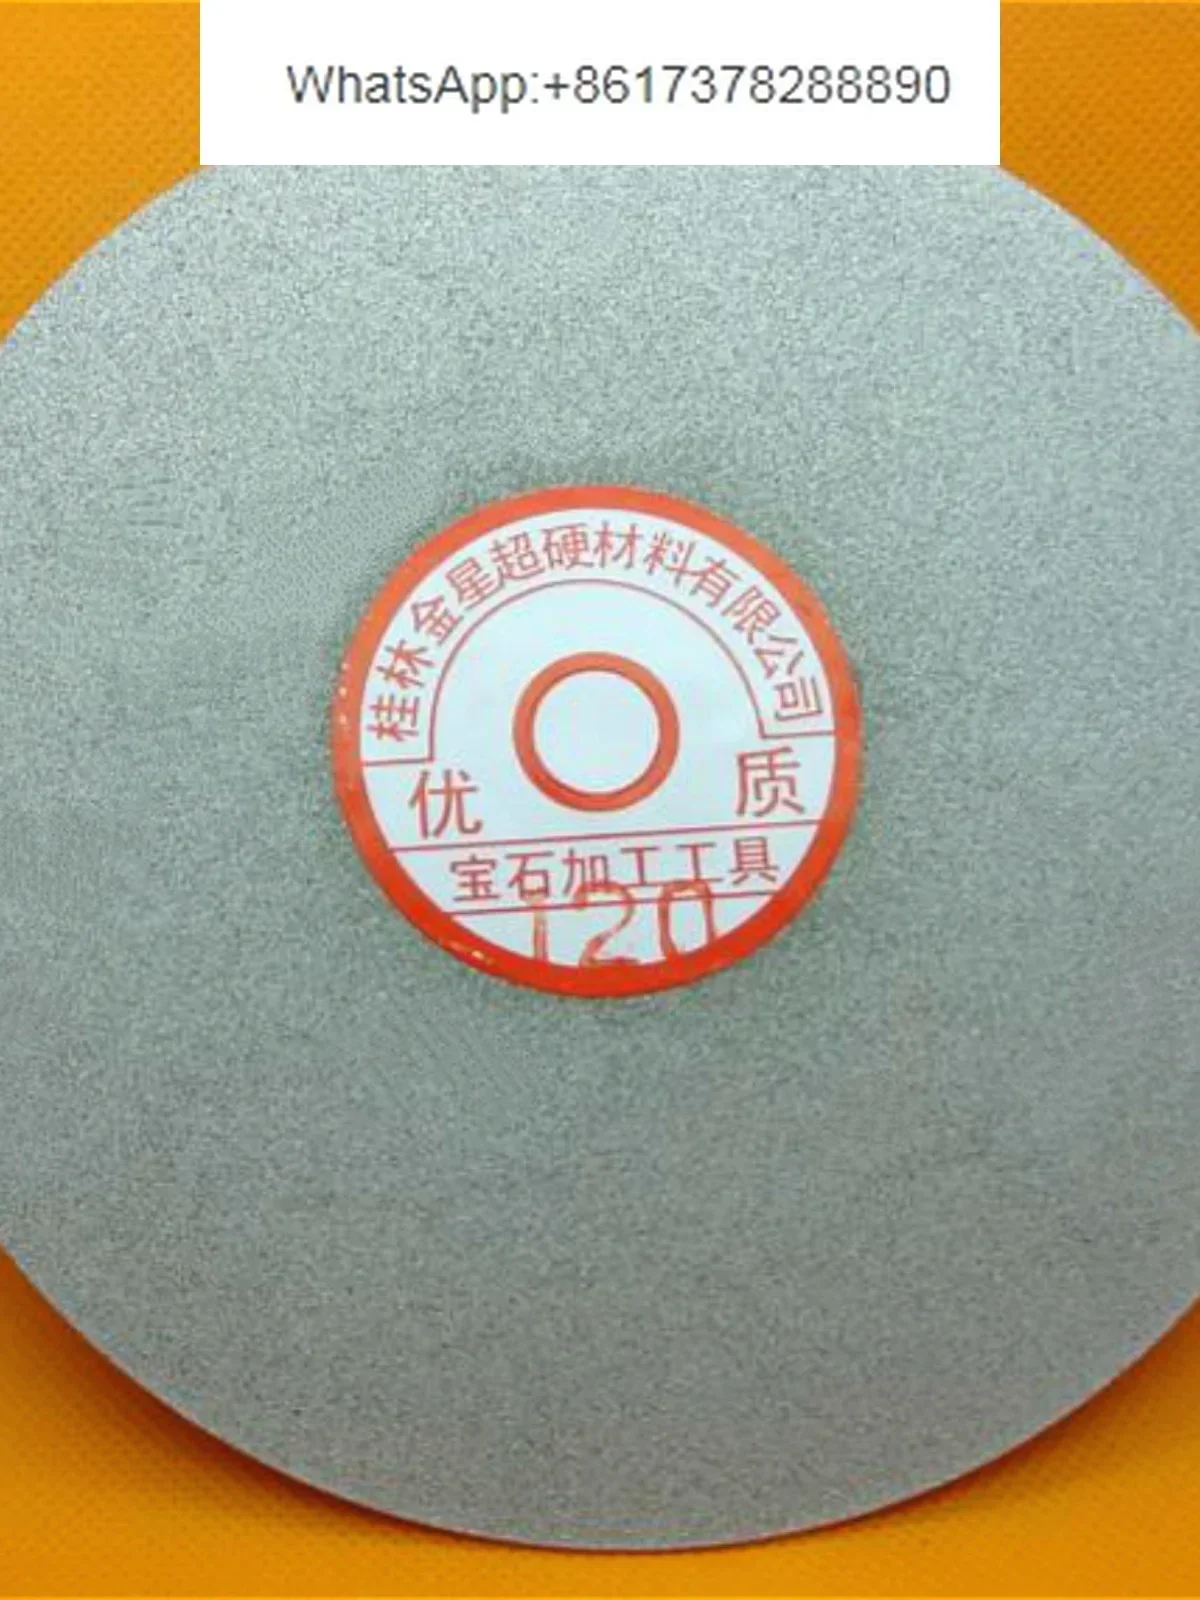 WhatsApp:+8617378288890
桂林金星超硬材料有限公司
优 质
宝石加工工具
120